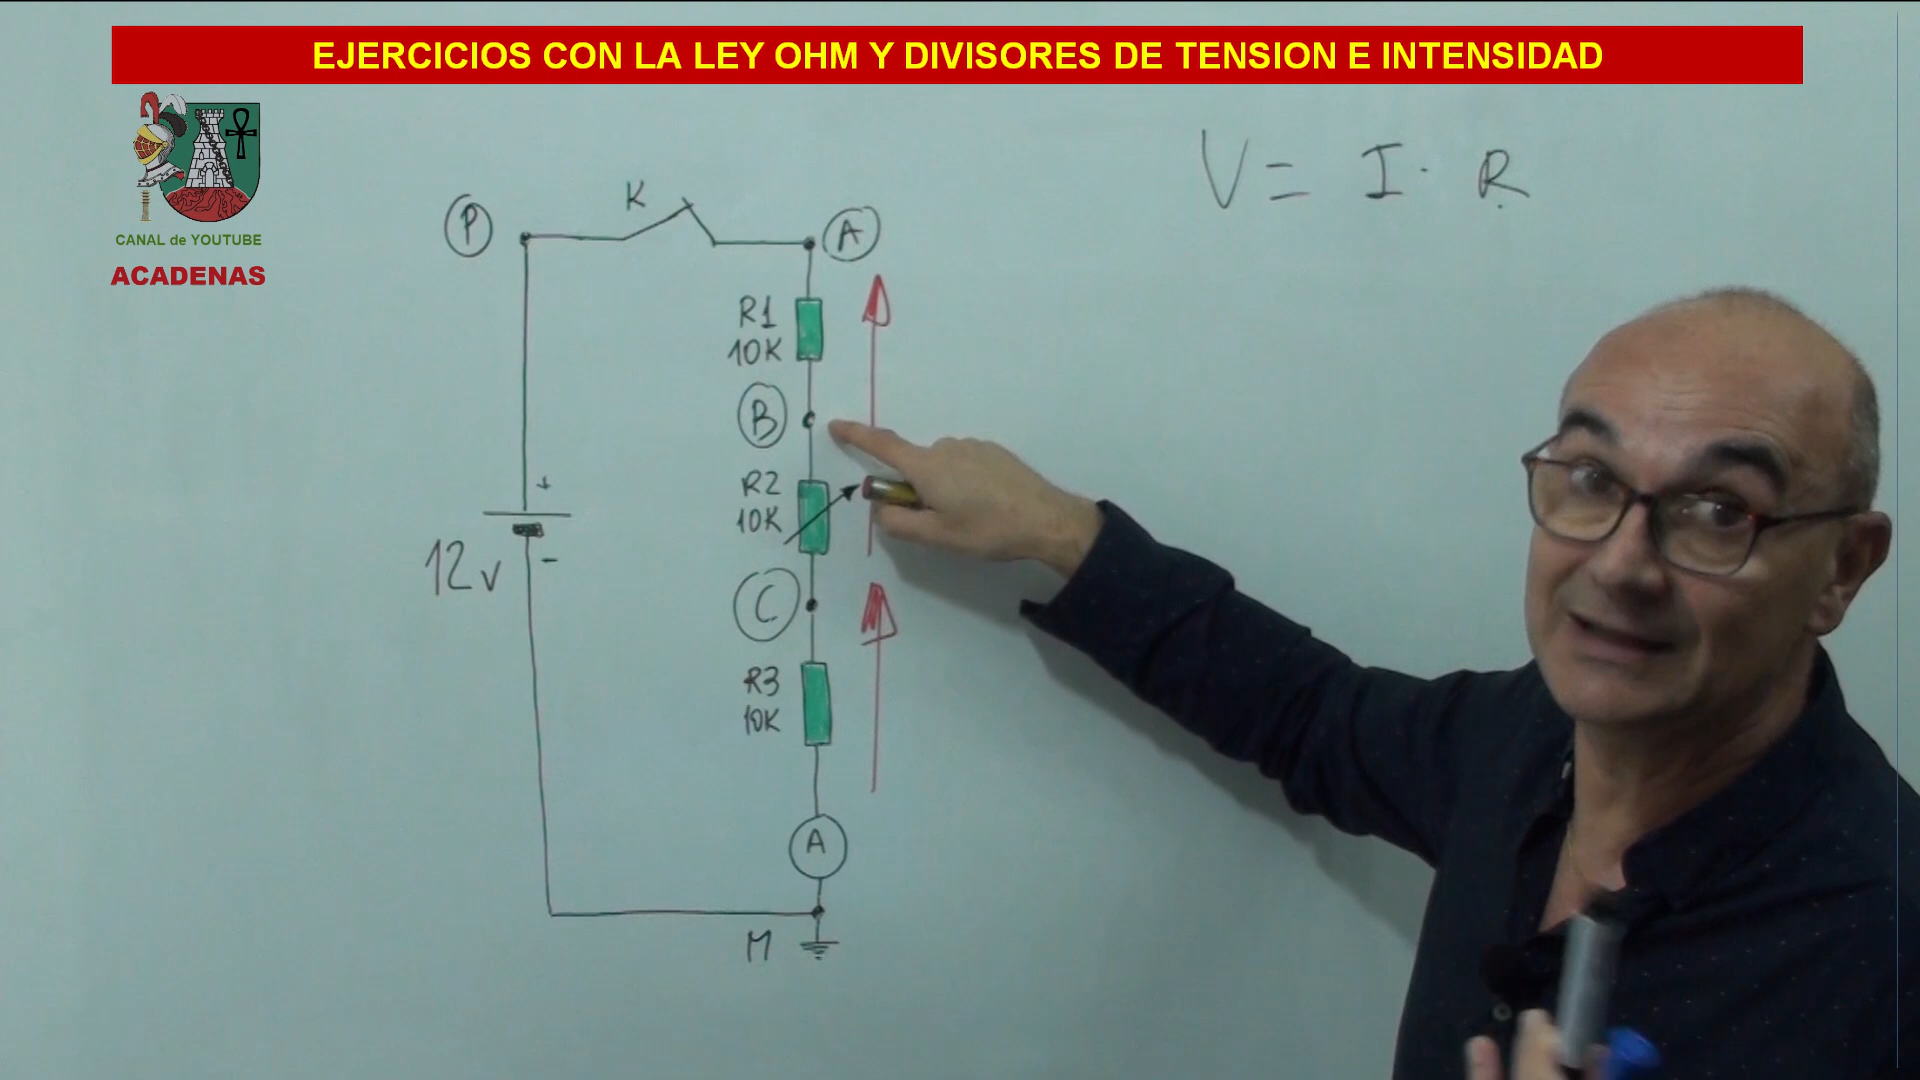 EJERCICIOS CON LA LEY OHM Y DIVISORES DE TENSION E INTENSIDAD
CANAL de YOUTUBE
ACADENAS
V = I · R
P
K
A
R1
10K
B
R2
10K
+
12v
-
C
R3
10K
A
M